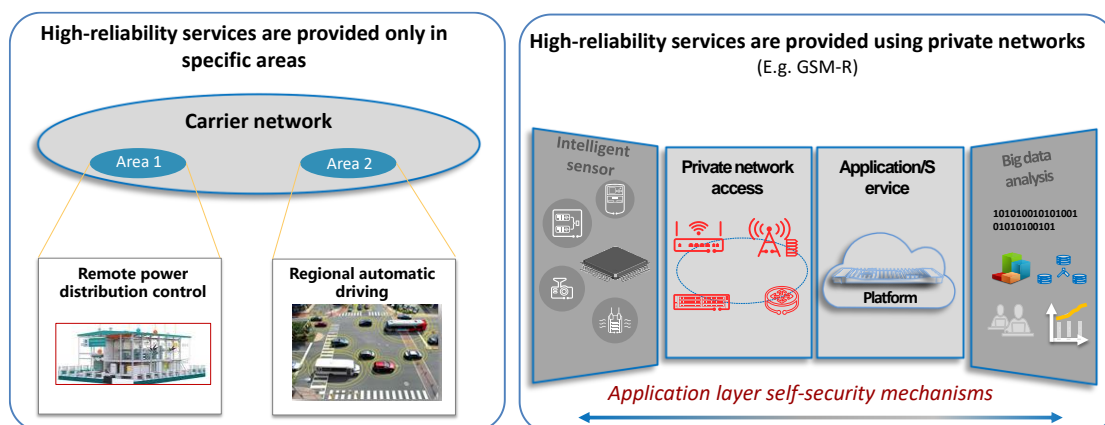 High-reliability services are provided only in
specific areas
Carrier network
Area 1
Area 2
Remote power
distribution control
Regional automatic
driving
High-reliability services are provided using private networks
(E.g. GSM-R)
Intelligent
sensor
Private network
access
Application/S
ervice
Platform
Big data
analysis
101010010101001
01010100101
Application layer self-security mechanisms